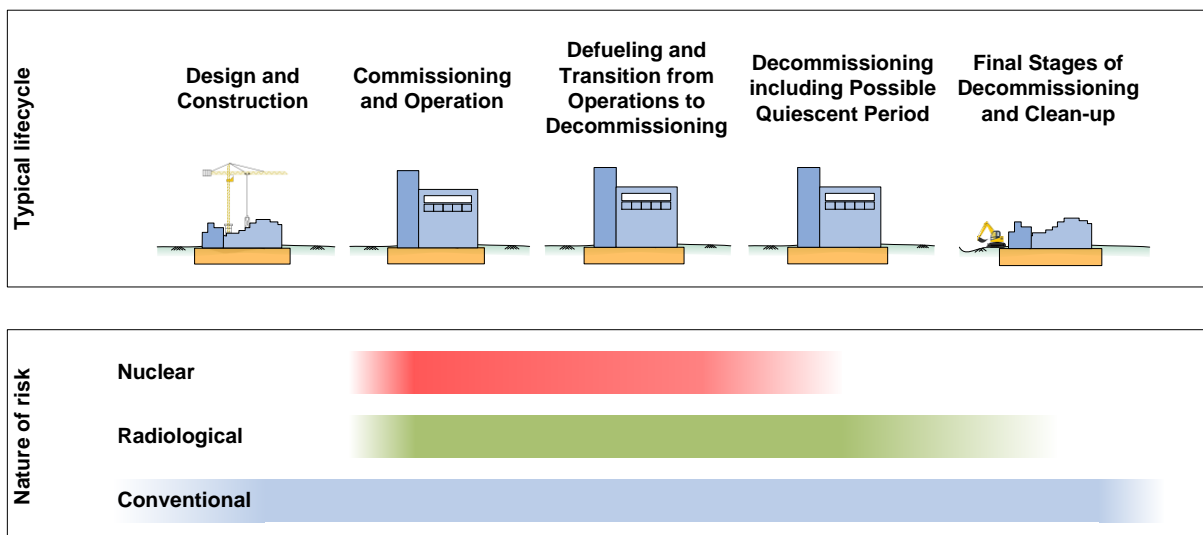 Typical lifecycle
Design and
Construction
Commissioning
and Operation
Defueling and
Transition from
Operations to
Decommissioning
Decommissioning
including Possible
Quiescent Period
Final Stages of
Decommissioning
and Clean-up
Nature of risk
Nuclear
Radiological
Conventional